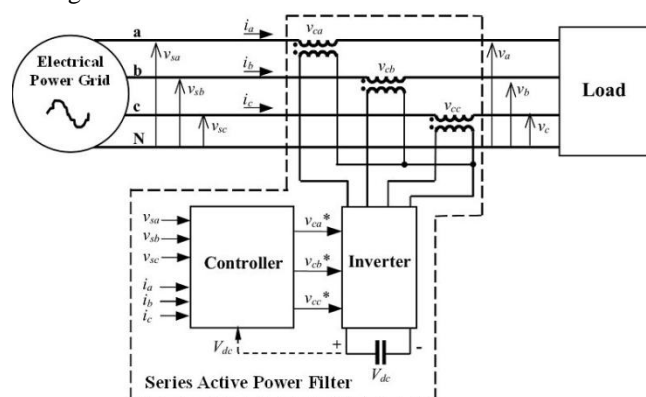 a
i_a
v_ca
Electrical
Power Grid
v_sa
v_a
b
i_b
v_cb
v_sb
v_b
Load
c
i_c
v_cc
v_sc
v_c
N
v_sa
v_sb
v_sc
i_a
i_b
i_c
Controller
v_ca*
v_cb*
v_cc*
Inverter
V_dc
+
-
V_dc
Series Active Power Filter